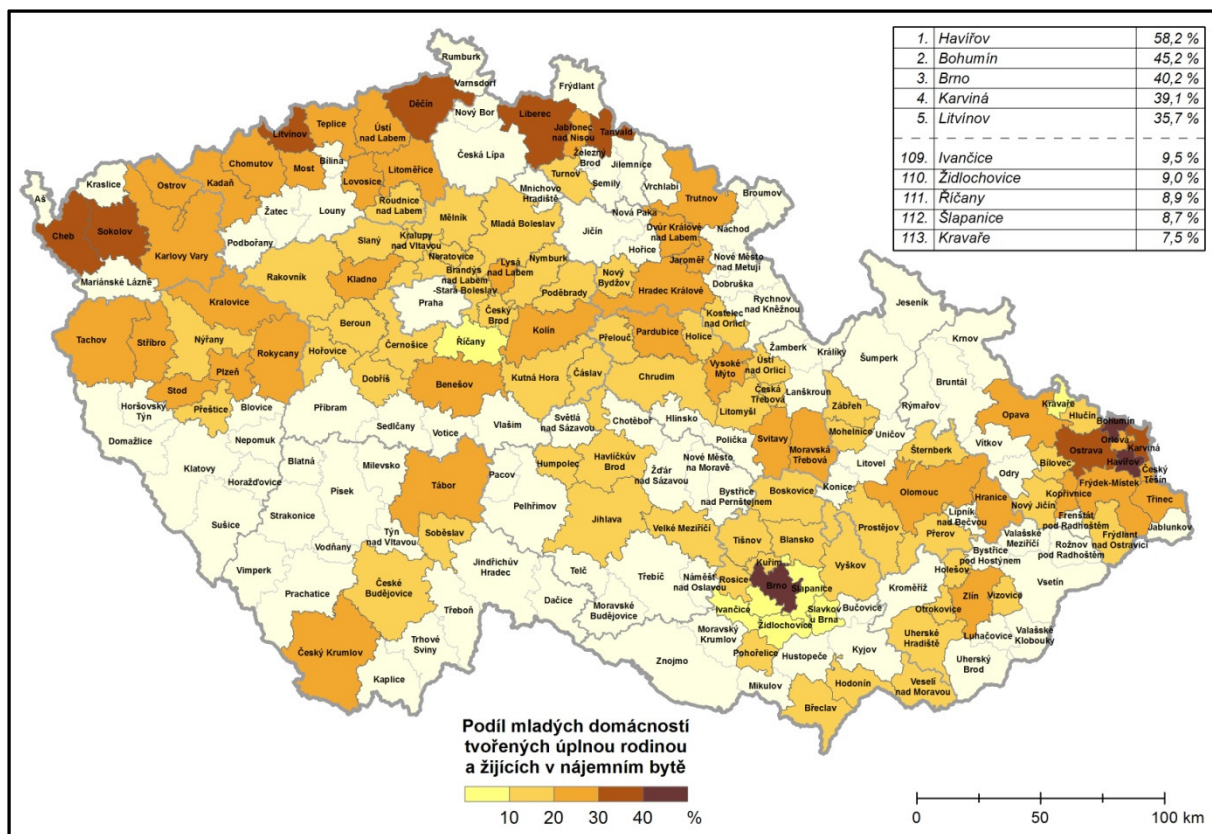 1. Havířov 58,2 %
2. Bohumín 45,2 %
3. Brno 40,2 %
4. Karviná 39,1 %
5. Litvínov 35,7 %
109. Ivančice 9,5 %
110. Židlochovice 9,0 %
111. Říčany 8,9 %
112. Šlapanice 8,7 %
113. Kravaře 7,5 %
Rumburk
Varnsdorf
Frýdlant
Děčín
Nový Bor
Liberec
Jablonec
nad Nisou
Tanvald
Litvínov
Teplice
Ústí
nad Labem
Česká Lípa
Železný
Brod
Jilemnice
Chomutov
Most
Bílina
Litoměřice
Turnov
Semily
Vrchlabí
Kraslice
Ostrov
Kadaň
Lovosice
Roudnice
nad Labem
Mnichovo
Hradiště
Trutnov
Broumov
Aš
Cheb
Sokolov
Žatec
Louny
Mělník
Mladá Boleslav
Jičín
Nová Paka
Hořice
Dvůr Králové
nad Labem
Náchod
Karlovy Vary
Podbořany
Slaný
Kralupy
nad Vltavou
Neratovice
Jaroměř
Nové Město
nad Metují
Mariánské Lázně
Rakovník
Kladno
Brandýs
nad Labem
-Stará Boleslav
Lysá
nad Labem
Nymburk
Nový
Bydžov
Hradec Králové
Dobruška
Kralovice
Praha
Poděbrady
Rychnov
nad Kněžnou
Jeseník
Tachov
Stříbro
Nýřany
Beroun
Černošice
Říčany
Český
Brod
Kolín
Kostelec
nad Orlicí
Pardubice
Přelouč
Holice
Žamberk
Králíky
Šumperk
Krnov
Plzeň
Rokycany
Hořovice
Dobříš
Benešov
Kutná Hora
Čáslav
Chrudim
Vysoké
Mýto
Ústí
nad Orlicí
Česká
Třebová
Lanškroun
Bruntál
Rýmařov
Stod
Přeštice
Blovice
Příbram
Sedlčany
Votice
Vlašim
Světlá
nad Sázavou
Chotěboř
Hlinsko
Litomyšl
Zábřeh
Mohelnice
Uničov
Horšovský
Týn
Domažlice
Nepomuk
Blatná
Milevsko
Tábor
Pacov
Humpolec
Havlíčkův
Brod
Polička
Svitavy
Moravská
Třebová
Litovel
Šternberk
Vítkov
Opava
Kravaře
Hlučín
Bohumín
Orlová
Karviná
Ostrava
Havířov
Český
Těšín
Klatovy
Horažďovice
Písek
Pelhřimov
Žďár
nad Sázavou
Nové Město
na Moravě
Bystřice
nad Pernštejnem
Konice
Olomouc
Odry
Bílovec
Frýdek-Místek
Třinec
Sušice
Strakonice
Týn
nad Vltavou
Soběslav
Jihlava
Velké Meziříčí
Boskovice
Prostějov
Přerov
Lipník
nad Bečvou
Hranice
Nový Jičín
Kopřivnice
Frenštát
pod Radhoštěm
Frýdlant
nad Ostravicí
Jablunkov
Vodňany
Vimperk
Prachatice
České
Budějovice
Jindřichův
Hradec
Telč
Třebíč
Náměšť
nad Oslavou
Tišnov
Blansko
Kuřim
Vyškov
Valašské
Meziříčí
Rožnov
pod Radhoštěm
Bystřice
pod Hostýnem
Holešov
Vsetín
Český Krumlov
Třeboň
Trhové
Sviny
Kaplice
Dačice
Moravské
Budějovice
Rosice
Brno
Šlapanice
Ivančice
Židlochovice
Slavkov
u Brna
Bučovice
Kroměříž
Otrokovice
Zlín
Vizovice
Moravský
Krumlov
Znojmo
Pohořelice
Hustopeče
Mikulov
Břeclav
Kyjov
Hodonín
Veselí
nad Moravou
Uherské
Hradiště
Uherský
Brod
Luhačovice
Valašské
Klobouky
Podíl mladých domácností
tvořených úplnou rodinou
a žijících v nájemním bytě
10 20 30 40 %
0 50 100 km